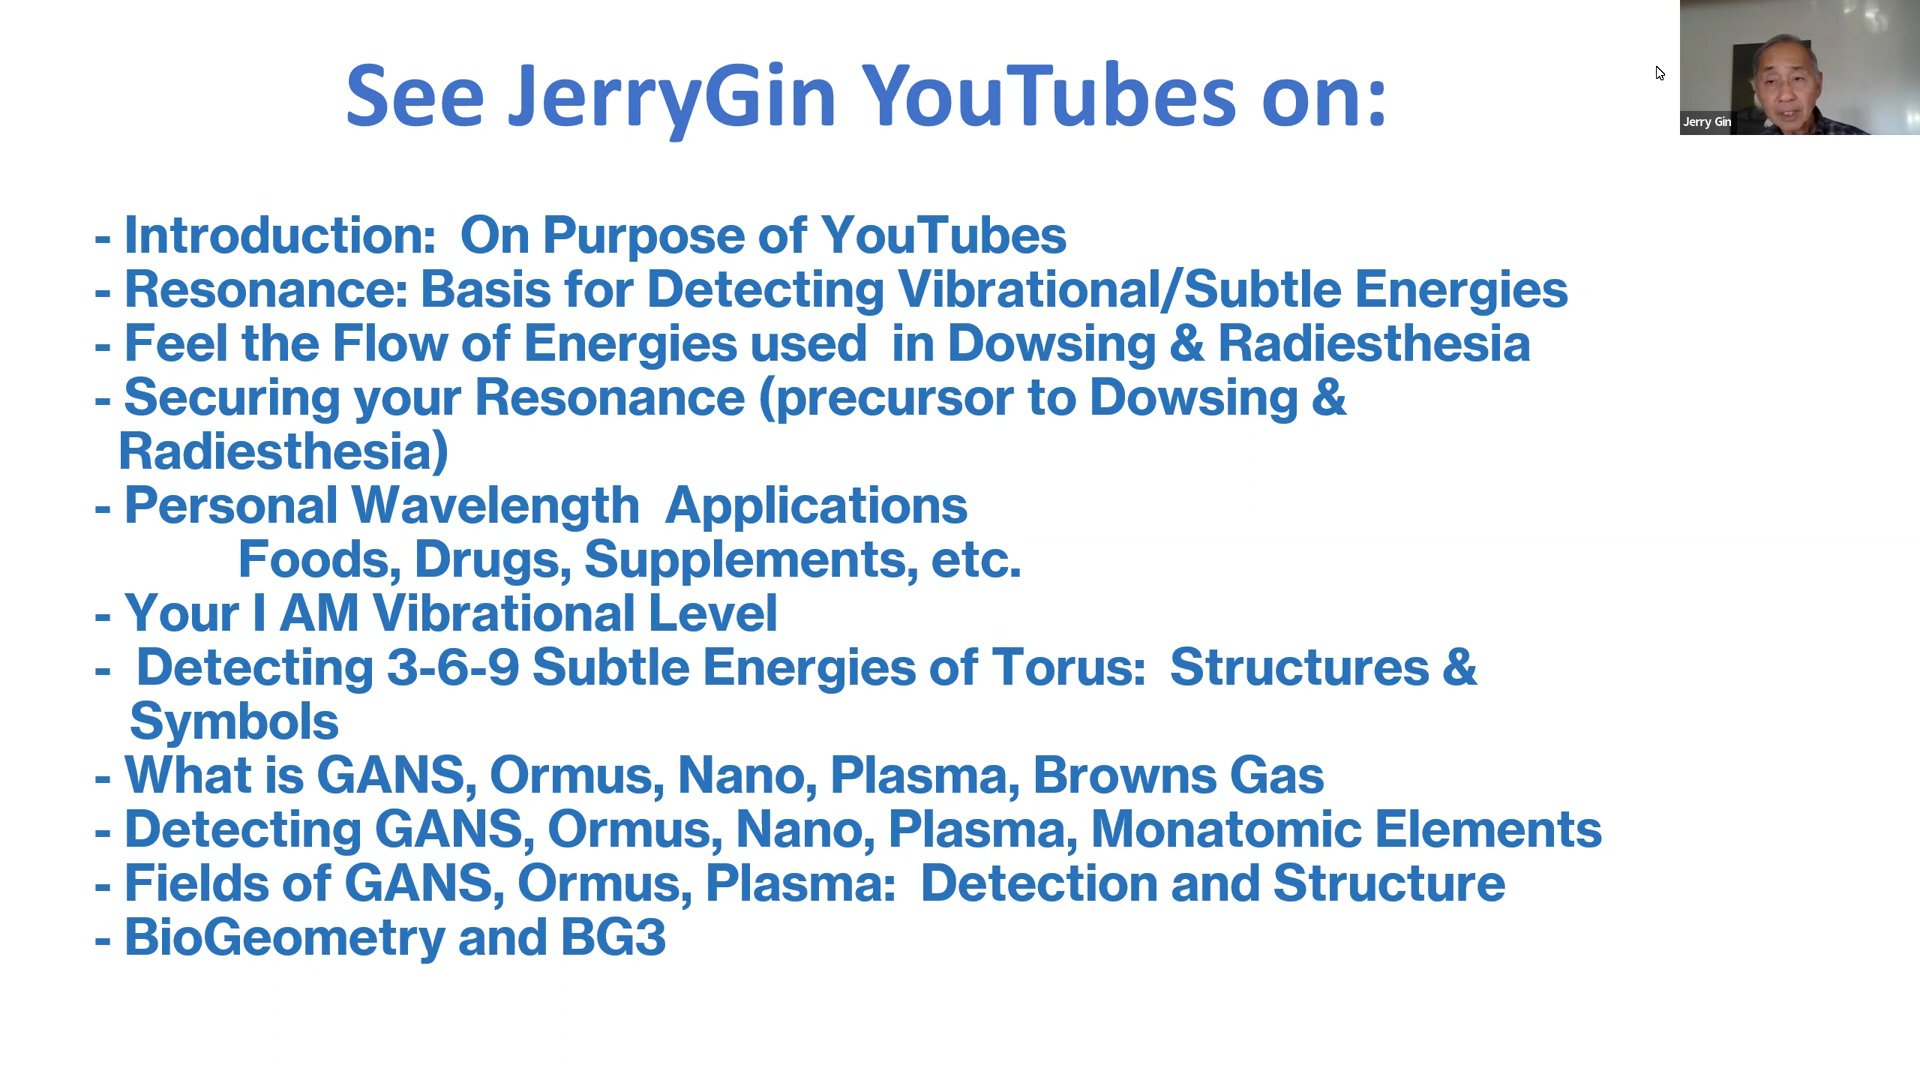 See JerryGin YouTubes on:
Jerry Gin
- Introduction:  On Purpose of YouTubes
- Resonance: Basis for Detecting Vibrational/Subtle Energies
- Feel the Flow of Energies used  in Dowsing & Radiesthesia
- Securing your Resonance (precursor to Dowsing &
Radiesthesia)
- Personal Wavelength  Applications
Foods, Drugs, Supplements, etc.
- Your I AM Vibrational Level
-  Detecting 3-6-9 Subtle Energies of Torus:  Structures &
Symbols
- What is GANS, Ormus, Nano, Plasma, Browns Gas
- Detecting GANS, Ormus, Nano, Plasma, Monatomic Elements
- Fields of GANS, Ormus, Plasma:  Detection and Structure
- BioGeometry and BG3